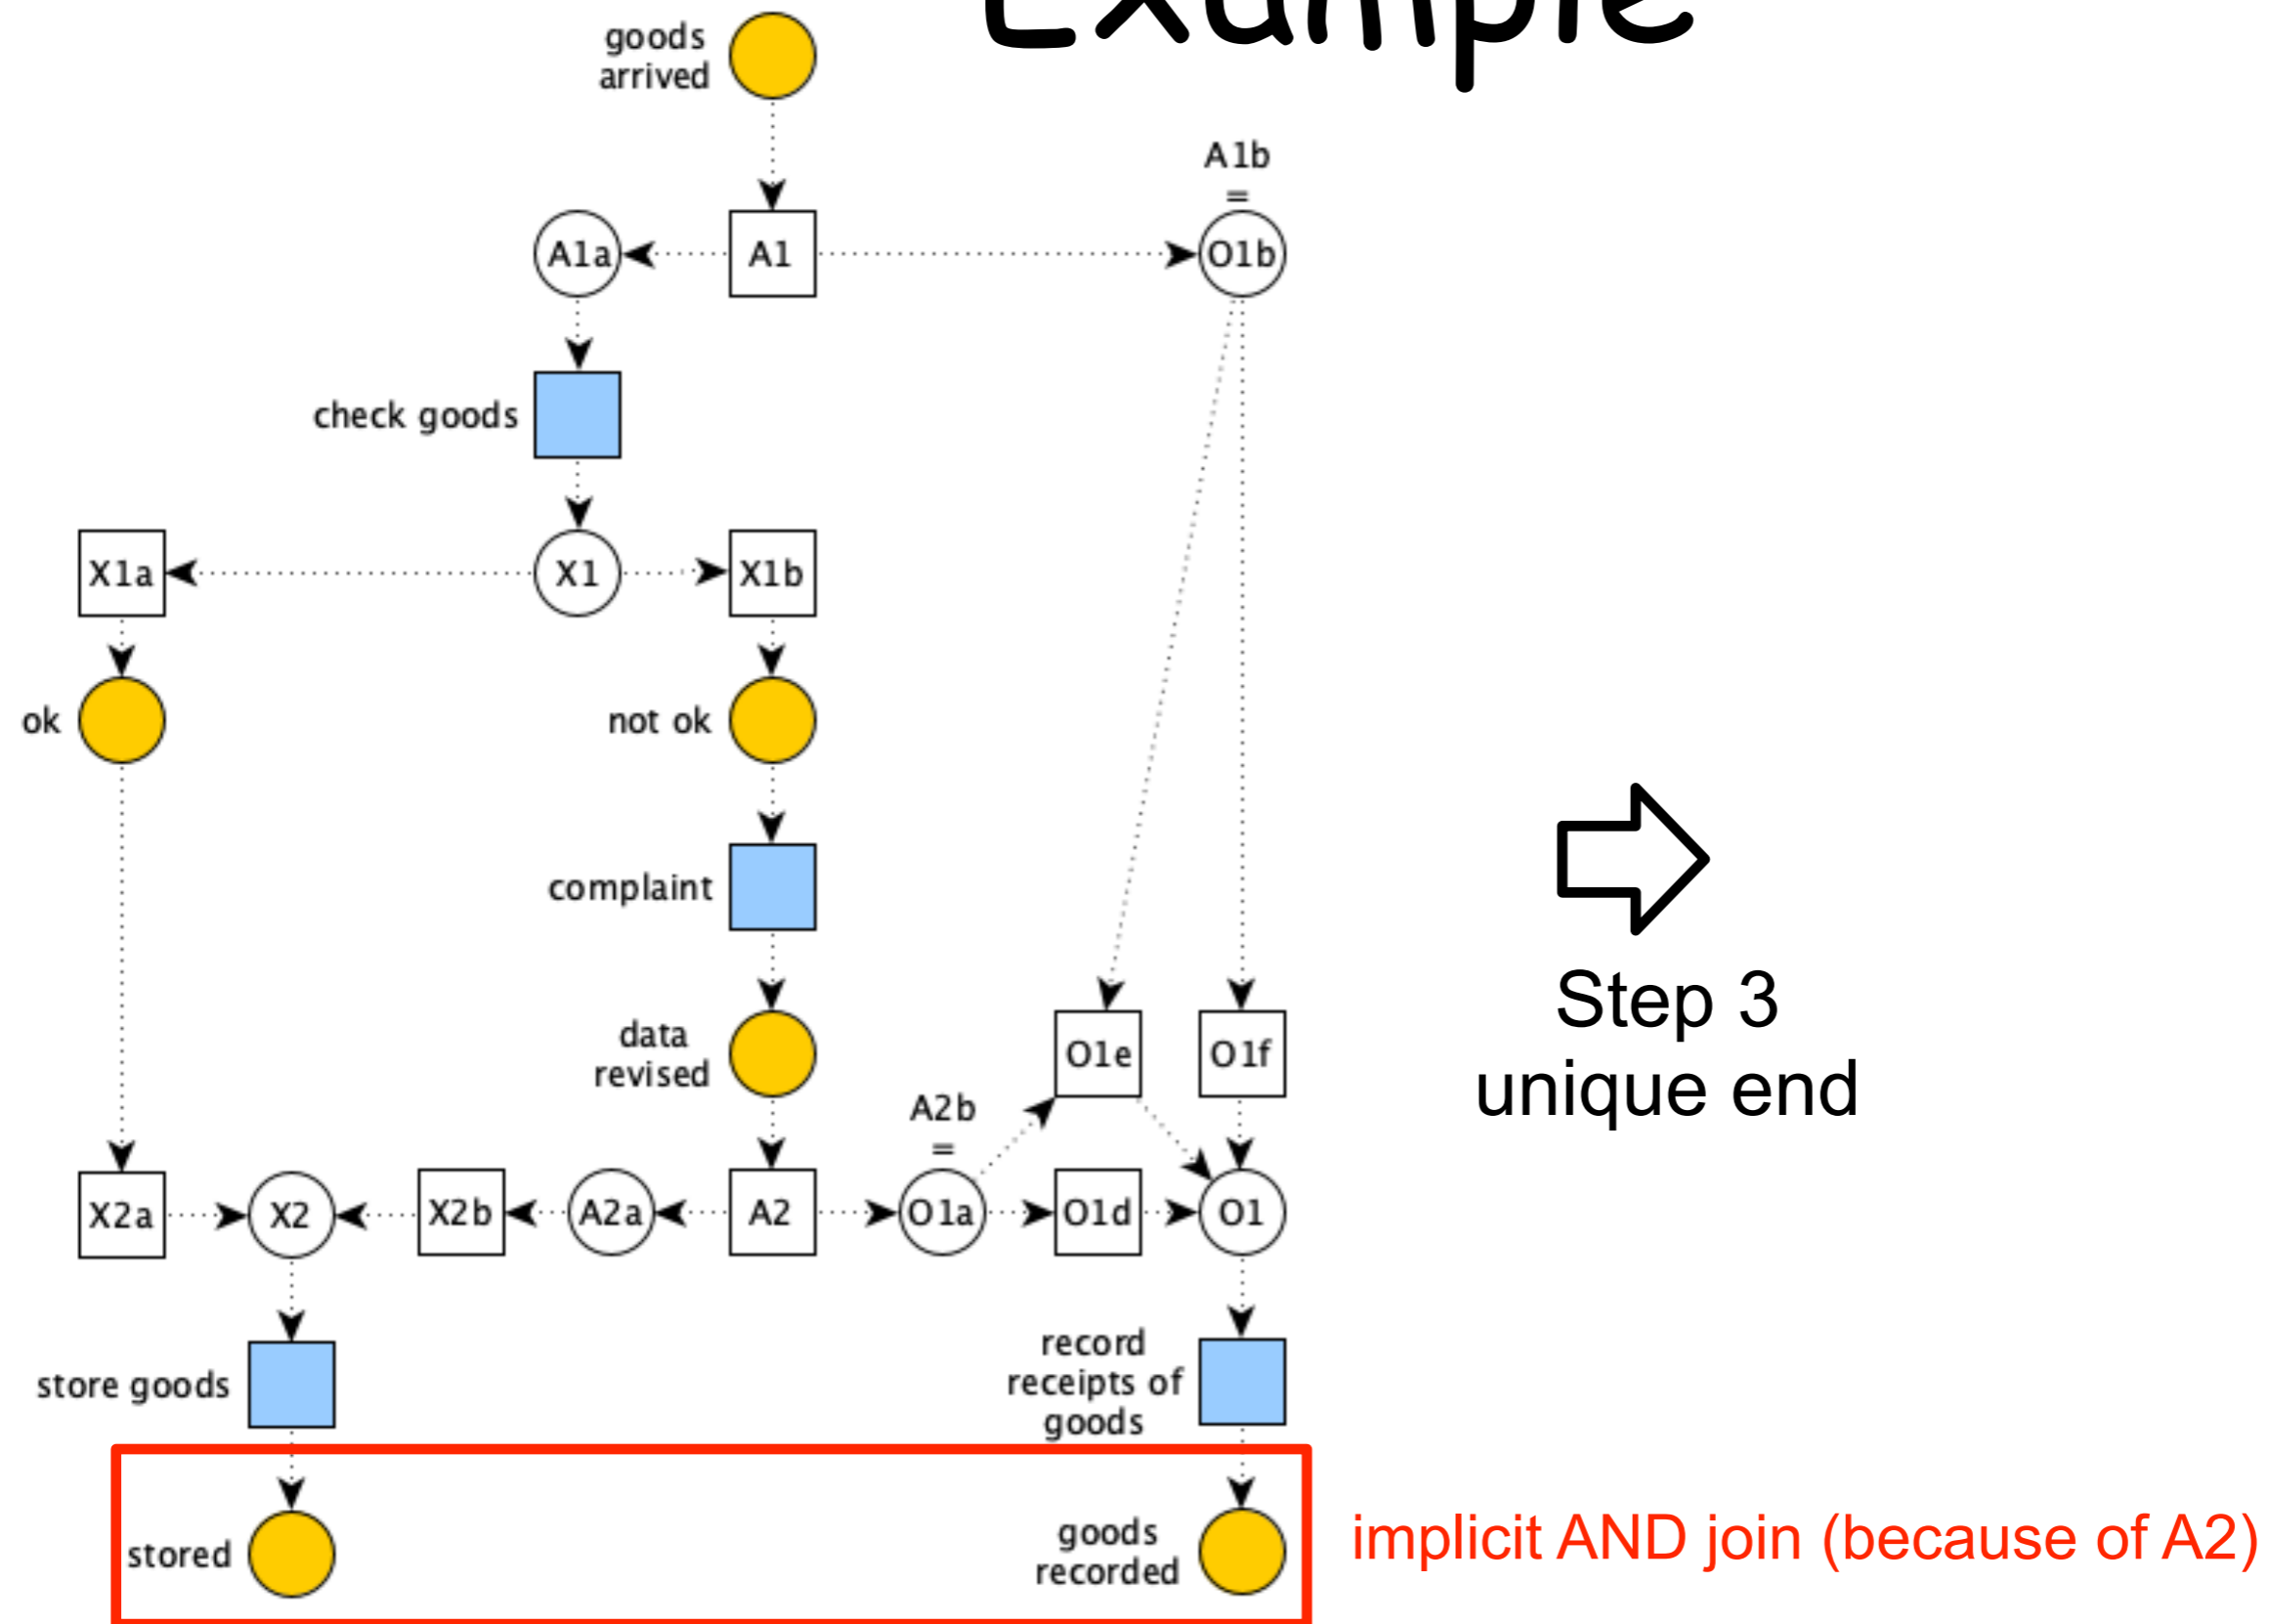 Example
goods
arrived
A1b
=
A1a
A1
O1b
check goods
X1a
X1
X1b
ok
not ok
complaint
data
revised
O1e
O1f
Step 3
unique end
A2b
=
X2a
X2
X2b
A2a
A2
O1a
O1d
O1
store goods
record
receipts of
goods
stored
goods
recorded
implicit AND join (because of A2)